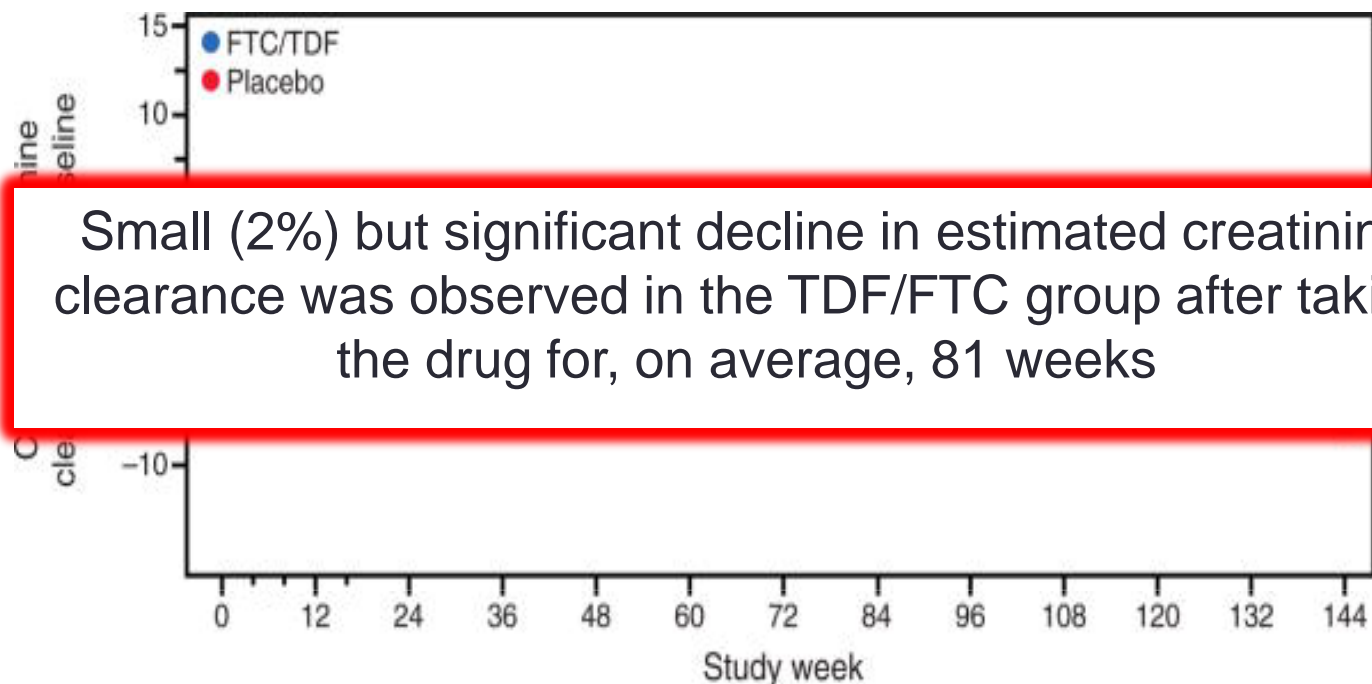 15
FTC/TDF
Placebo
10
Small (2%) but significant decline in estimated creatinin
clearance was observed in the TDF/FTC group after taki
the drug for, on average, 81 weeks
-10
0 12 24 36 48 60 72 84 96 108 120 132 144
Study week